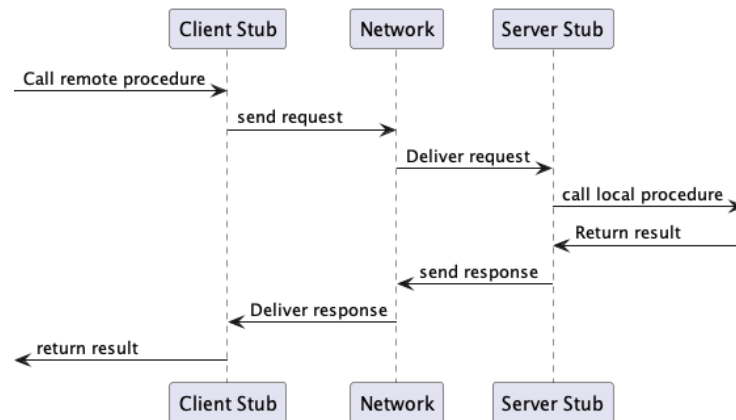 Client Stub Network Server Stub
Call remote procedure
send request
Deliver request
call local procedure
Return result
send response
Deliver response
return result
Client Stub Network Server Stub